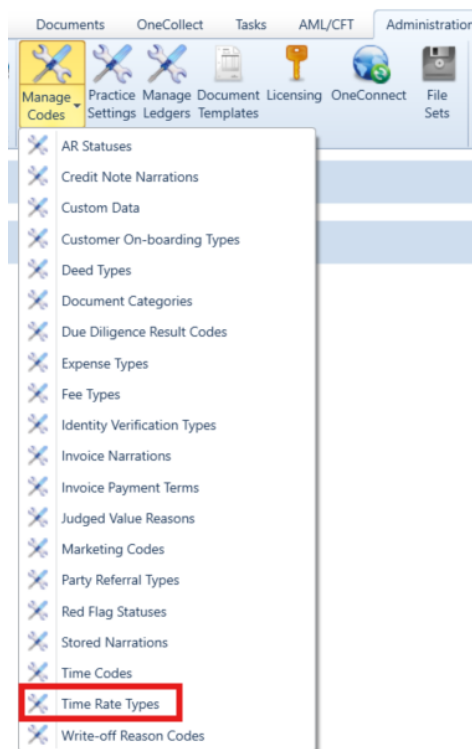 Documents OneCollect Tasks AML/CFT Administration
Manage Practice Manage Document Licensing OneConnect File
Codes Settings Ledgers Templates Sets
AR Statuses
Credit Note Narrations
Custom Data
Customer On-boarding Types
Deed Types
Document Categories
Due Diligence Result Codes
Expense Types
Fee Types
Identity Verification Types
Invoice Narrations
Invoice Payment Terms
Judged Value Reasons
Marketing Codes
Party Referral Types
Red Flag Statuses
Stored Narrations
Time Codes
Time Rate Types
Write-off Reason Codes